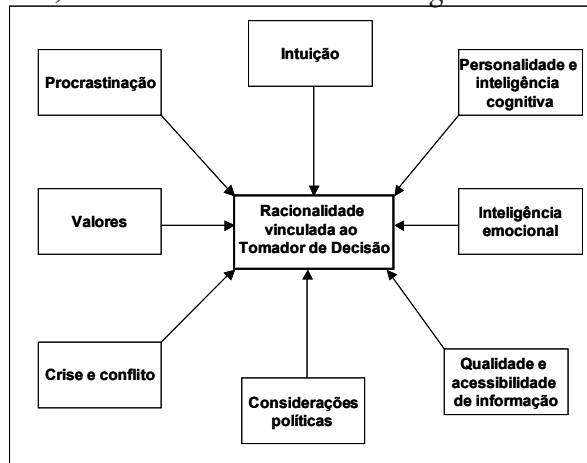 Intuição
Procrastinação
Personalidade e
inteligência
cognitiva
Valores
Racionalidade
vinculada ao
Tomador de Decisão
Inteligência
emocional
Crise e conflito
Considerações
políticas
Qualidade e
acessibilidade
de informação